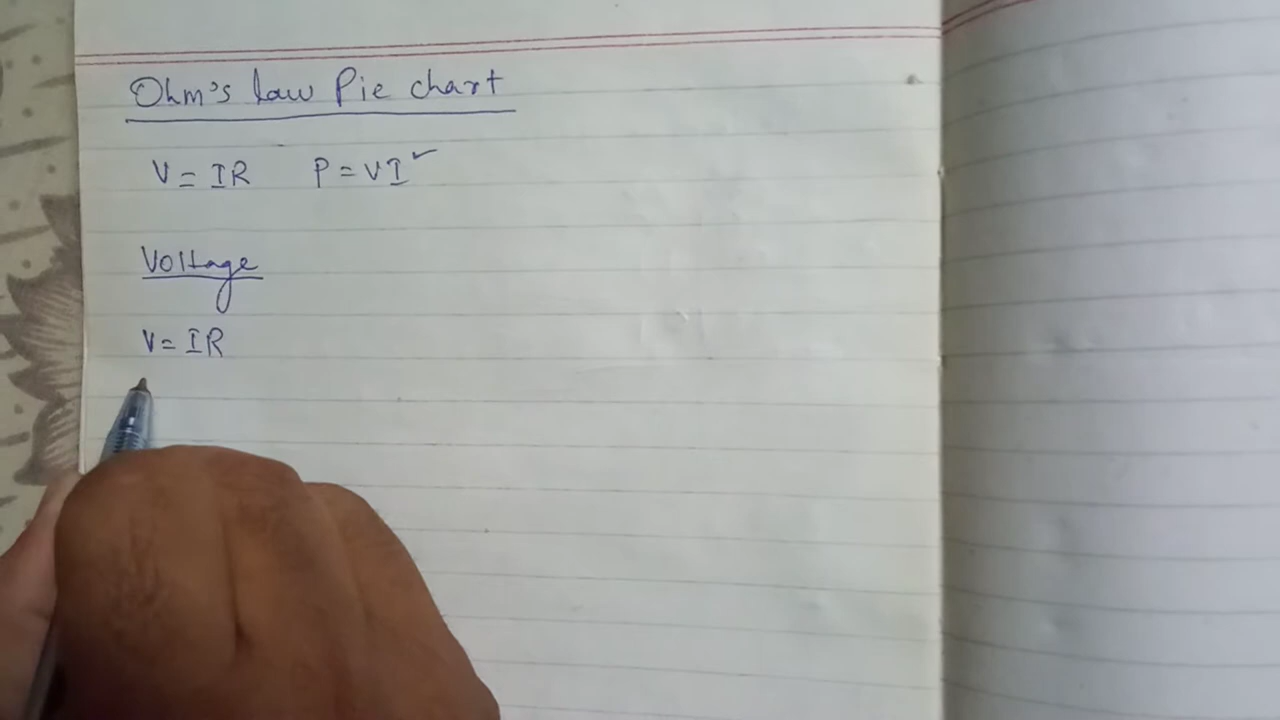 Ohm's law Pie chart
V = IR P = VI ✓
Voltage
V = IR